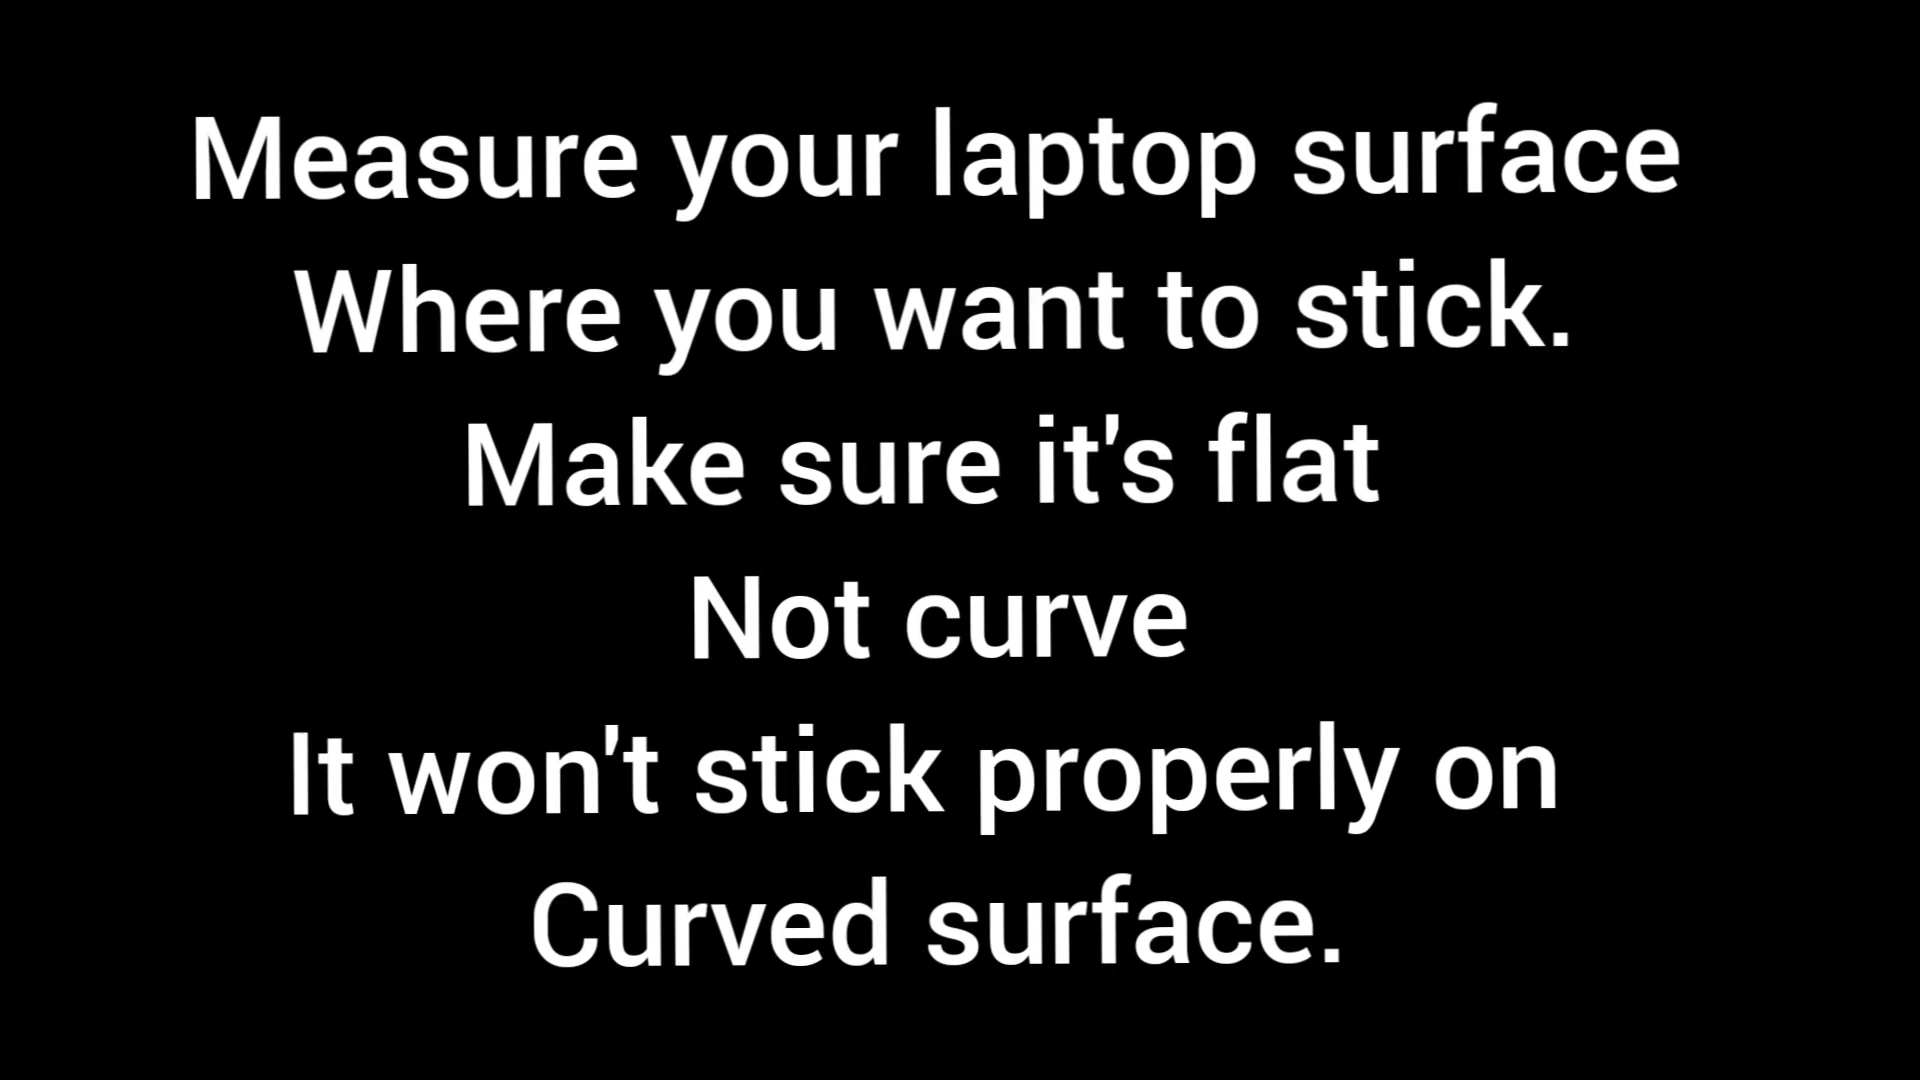 Measure your laptop surface
Where you want to stick.
Make sure it's flat
Not curve
It won't stick properly on
Curved surface.